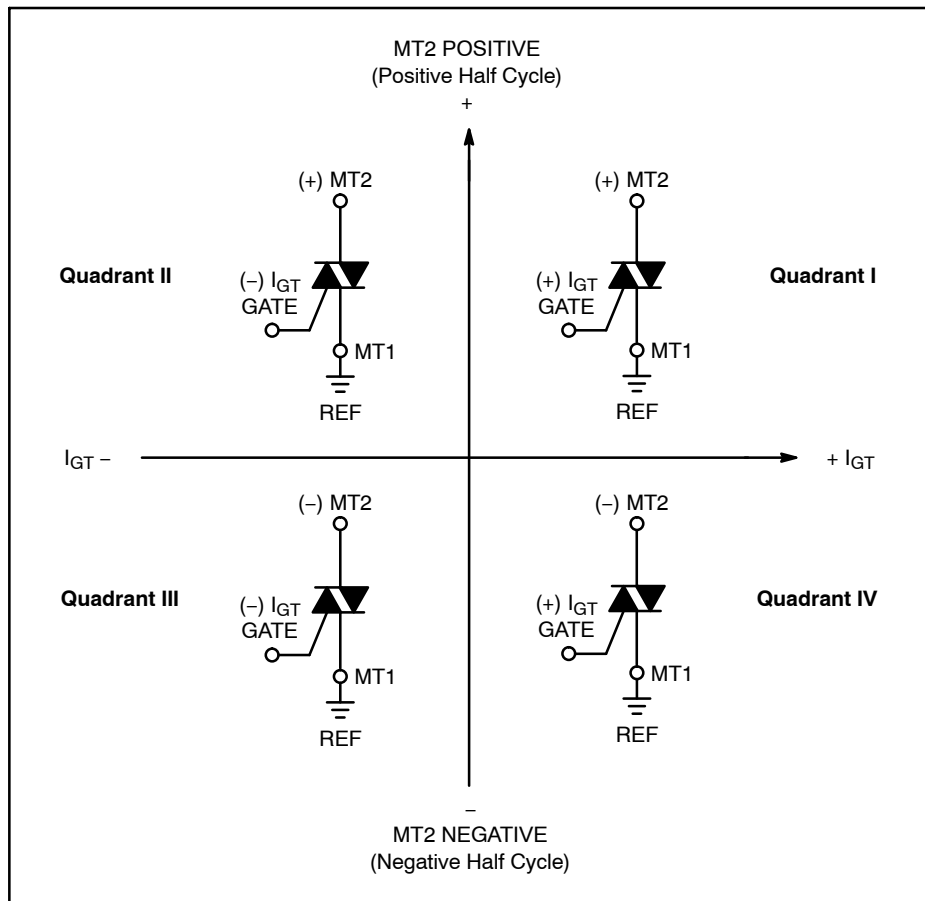 MT2 POSITIVE
(Positive Half Cycle)
+
(+) MT2
(+) MT2
Quadrant II
(−) IGT
GATE
(+) IGT
GATE
Quadrant I
MT1
MT1
REF
REF
IGT −
+ IGT
(−) MT2
(−) MT2
Quadrant III
(−) IGT
GATE
(+) IGT
GATE
Quadrant IV
MT1
MT1
REF
REF
−
MT2 NEGATIVE
(Negative Half Cycle)